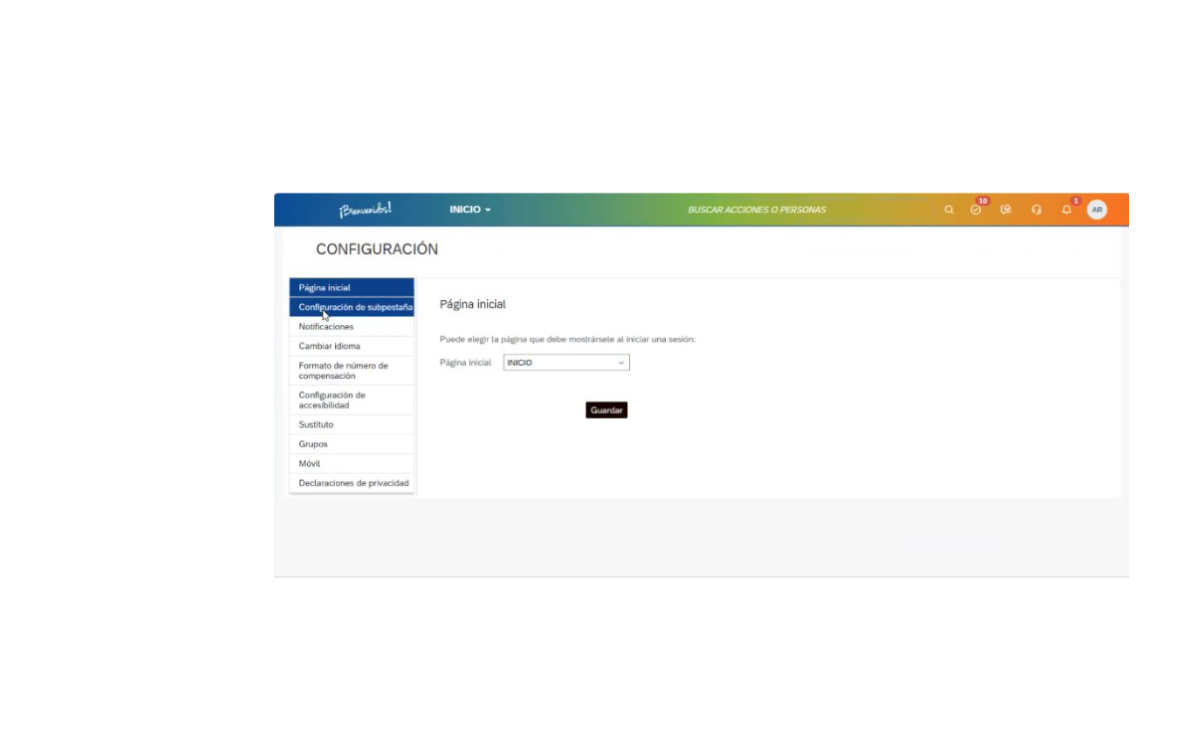 ¡Bienvenidos!
INICIO
BUSCAR ACCIONES O PERSONAS
10
1
AR
CONFIGURACIÓN
Página inicial
Configuración de subpestaña
Notificaciones
Cambiar idioma
Formato de número de
compensación
Configuración de
accesibilidad
Sustituto
Grupos
Móvil
Declaraciones de privacidad
Página inicial
Puede elegir la página que debe mostrársele al iniciar una sesión:
Página inicial INICIO
Guardar